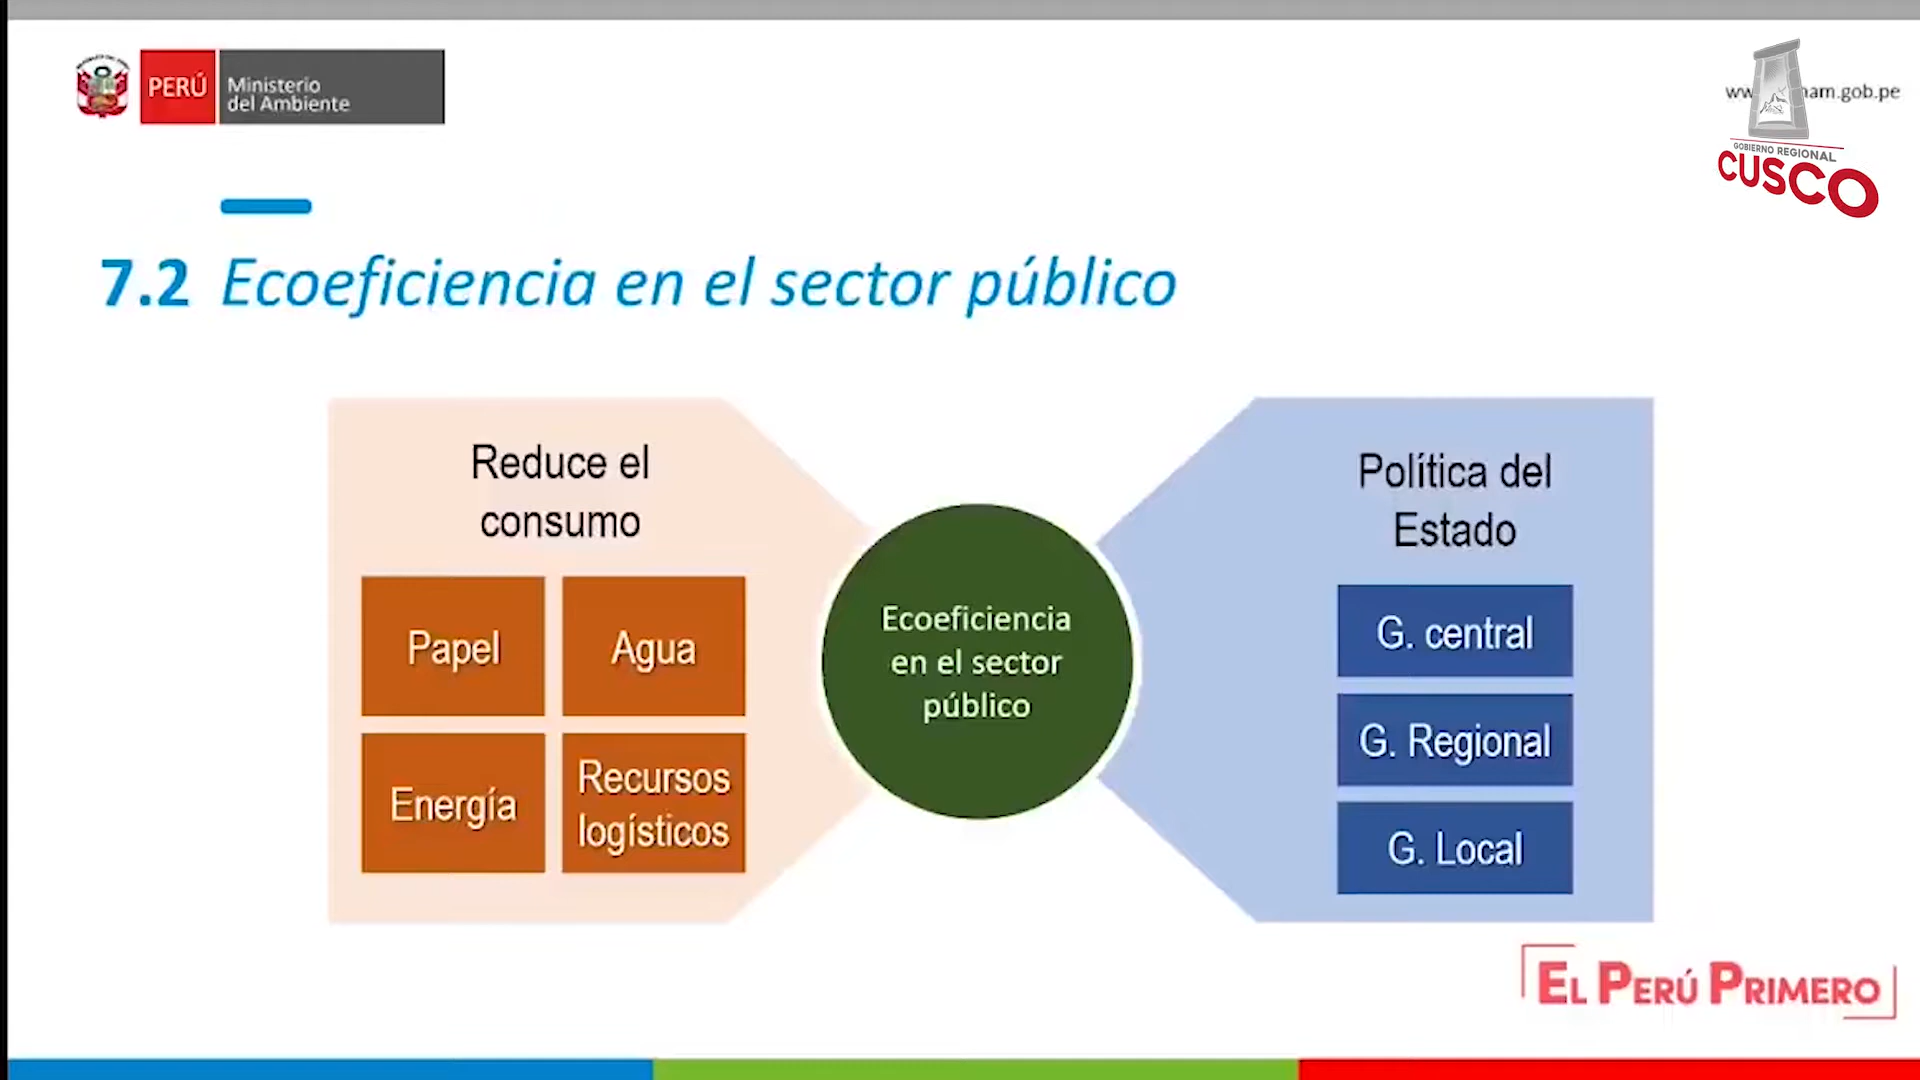 PERÚ
Ministerio
del Ambiente
am.gob.pe
GOBIERNO REGIONAL
CUSCO
7.2 Ecoeficiencia en el sector público
Reduce el
consumo
Papel
Agua
Energía
Recursos
logísticos
Ecoeficiencia
en el sector
público
Política del
Estado
G. central
G. Regional
G. Local
EL PERÚ PRIMERO